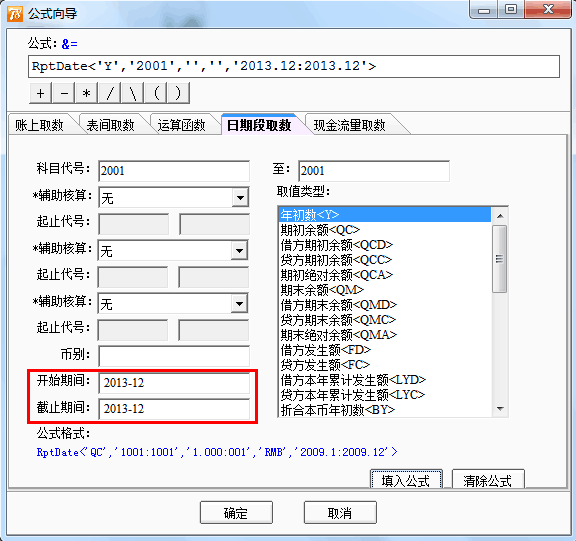 公式向导
公式: &=
RptDate<'Y','2001','','','2013.12:2013.12'>
+ - * / \ ( )
账上取数 表间取数 运算函数 日期段取数 现金流量取数
科目代号: 2001 至: 2001
*辅助核算: 无 取值类型:
起止代号:
*辅助核算: 无
起止代号:
*辅助核算: 无
起止代号:
币别:
开始期间: 2013-12
截止期间: 2013-12
年初数<Y>
期初余额<QC>
借方期初余额<QCD>
贷方期初余额<QCC>
期初绝对余额<QCA>
期末余额<QM>
借方期末余额<QMD>
贷方期末余额<QMC>
期末绝对余额<QMA>
借方发生额<FD>
贷方发生额<FC>
借方本年累计发生额<LYD>
贷方本年累计发生额<LYC>
折合本币年初数<BY>
公式格式:
RptDate<'QC','1001:1001','1.000:001','RMB','2009.1:2009.12'>
填入公式 清除公式
确定 取消